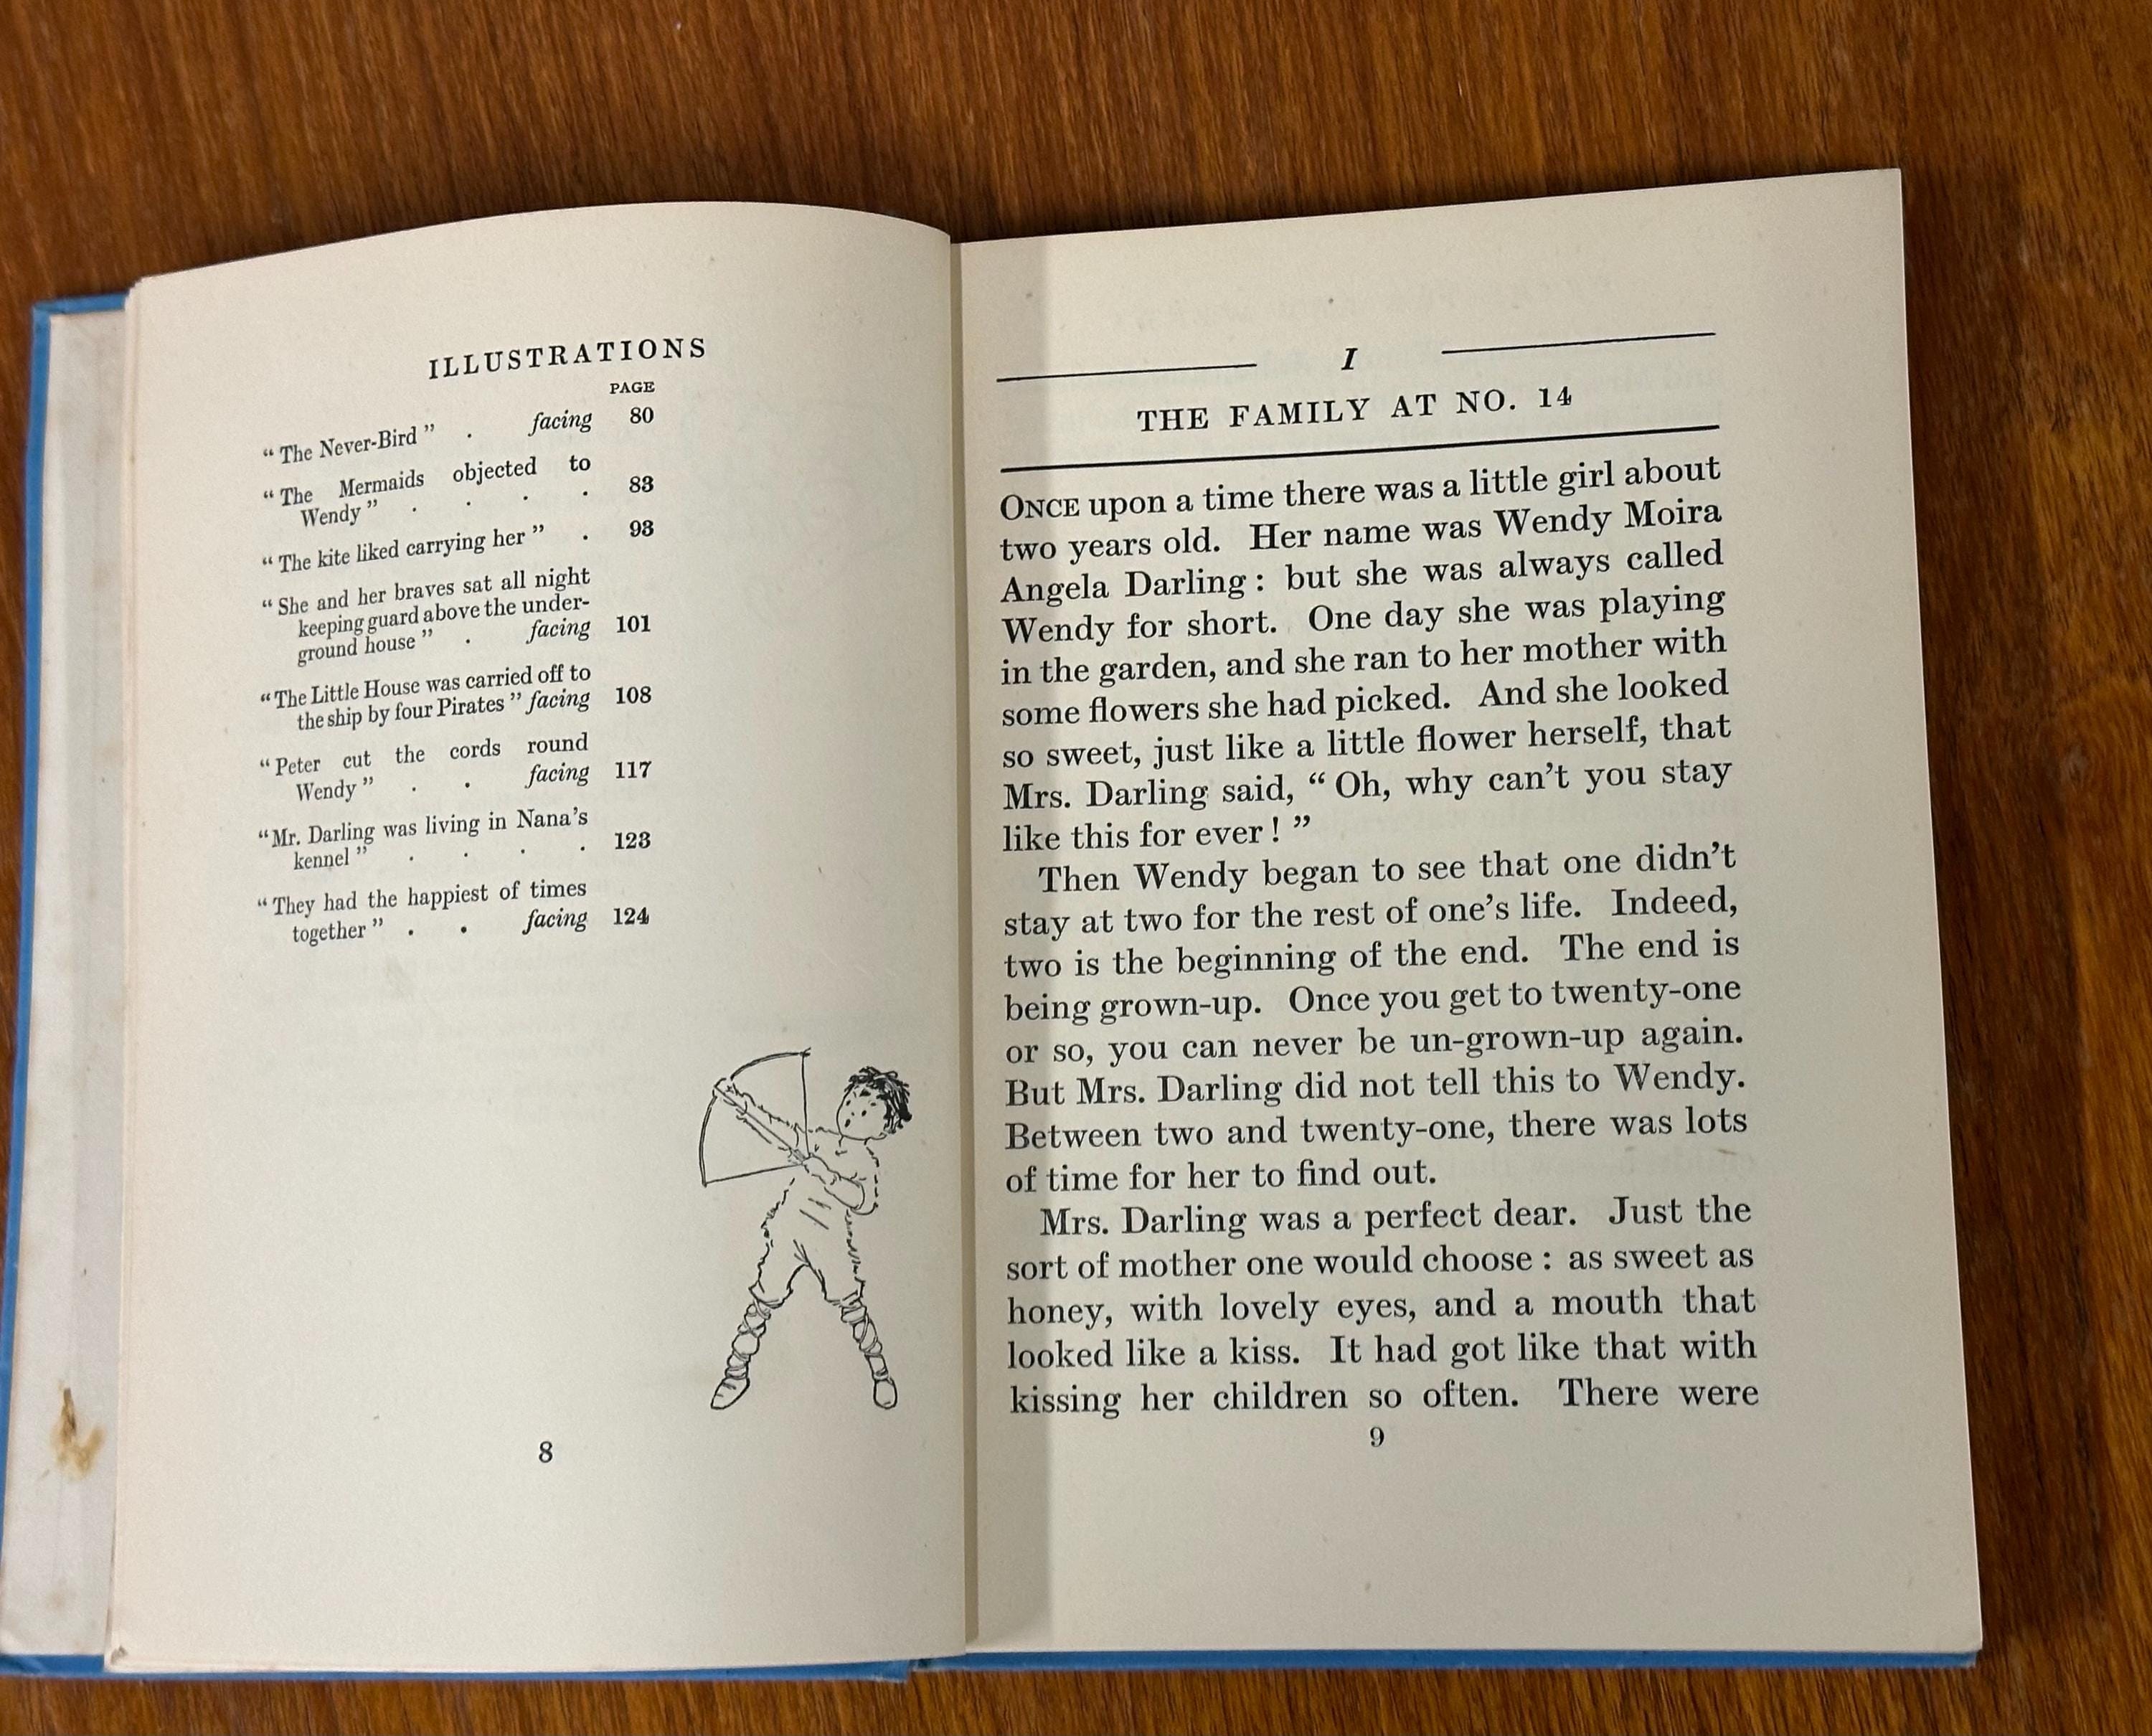 ILLUSTRATIONS
PAGE
“ The Never-Bird ” . facing 80
“ The Mermaids objected to
Wendy ” . . . . 83
“ The kite liked carrying her ” . 93
“ She and her braves sat all night
keeping guard above the under-
ground house ” . facing 101
“ The Little House was carried off to
the ship by four Pirates ” facing 108
“ Peter cut the cords round
Wendy ” . . facing 117
“ Mr. Darling was living in Nana’s
kennel ” . . . . 123
“ They had the happiest of times
together ” . . facing 124
8
I
THE FAMILY AT NO. 14
ONCE upon a time there was a little girl about
two years old. Her name was Wendy Moira
Angela Darling : but she was always called
Wendy for short. One day she was playing
in the garden, and she ran to her mother with
some flowers she had picked. And she looked
so sweet, just like a little flower herself, that
Mrs. Darling said, “ Oh, why can’t you stay
like this for ever ! ”
Then Wendy began to see that one didn’t
stay at two for the rest of one’s life. Indeed,
two is the beginning of the end. The end is
being grown-up. Once you get to twenty-one
or so, you can never be un-grown-up again.
But Mrs. Darling did not tell this to Wendy.
Between two and twenty-one, there was lots
of time for her to find out.
Mrs. Darling was a perfect dear. Just the
sort of mother one would choose : as sweet as
honey, with lovely eyes, and a mouth that
looked like a kiss. It had got like that with
kissing her children so often. There were
9